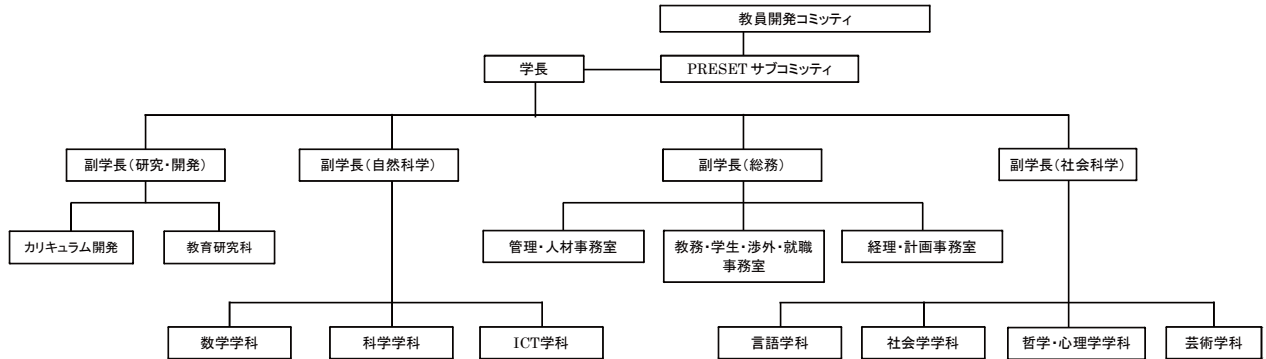 教員開発コミッティ
学長
PRESET サブコミッティ
副学長(研究・開発)
副学長(自然科学)
副学長(総務)
副学長(社会科学)
カリキュラム開発
教育研究科
管理・人材事務室
教務・学生・渉外・就職
事務室
経理・計画事務室
数学学科
科学学科
ICT学科
言語学科
社会学学科
哲学・心理学学科
芸術学科